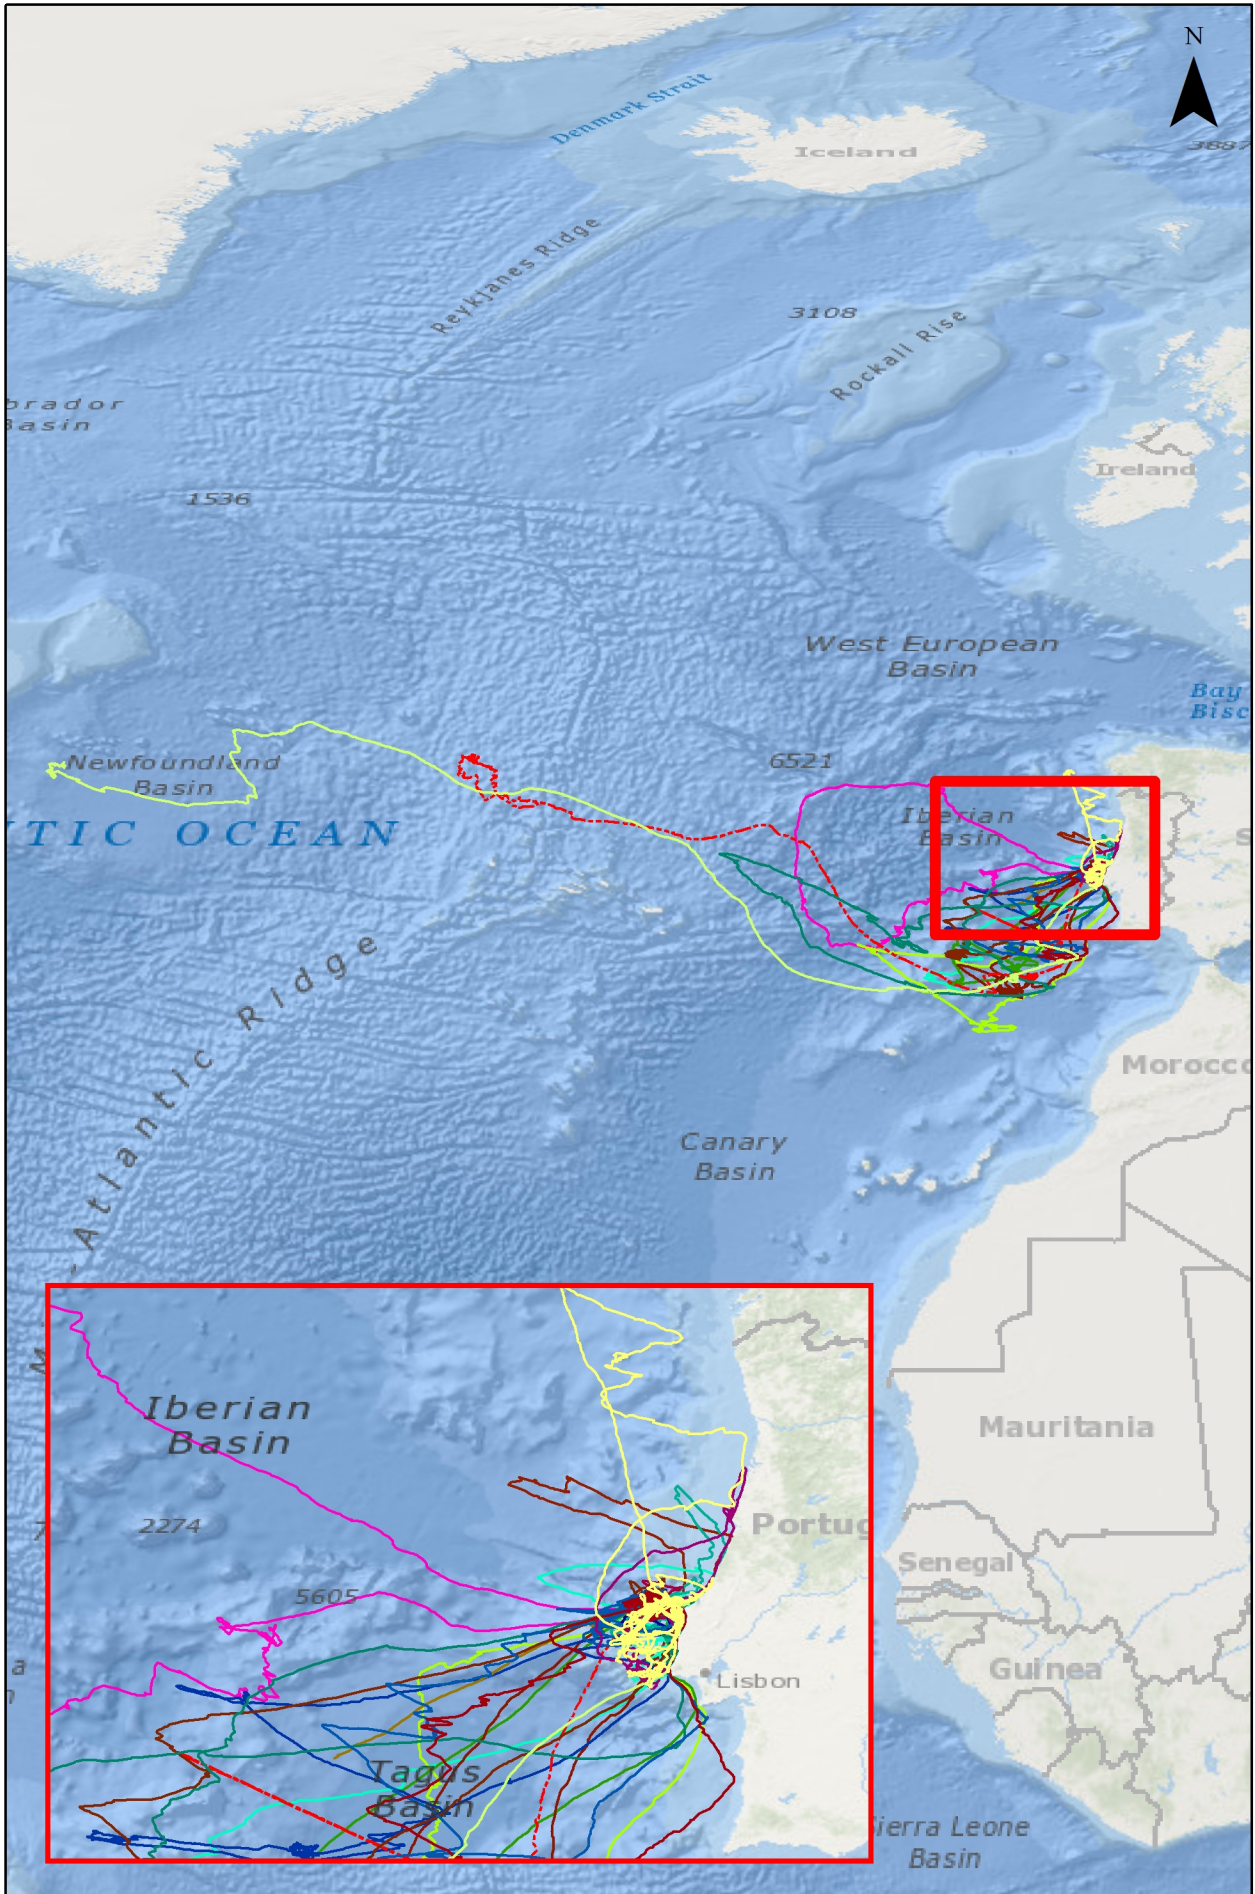 N
Denmark Strait
Iceland
3887
Reykjanes Ridge
3108
Rockall Rise
brador
Basin
Ireland
1536
West European
Basin
Bay
Bisc
Newfoundland
Basin
6521
TIC OCEAN
Iberian
Basin
S
-Atlantic Ridge
Morocco
Canary
Basin
M
Iberian
Basin
2274
5605
Portug
Lisbon
Tagus
Basin
Mauritania
Senegal
Guinea
a
Sierra Leone
Basin